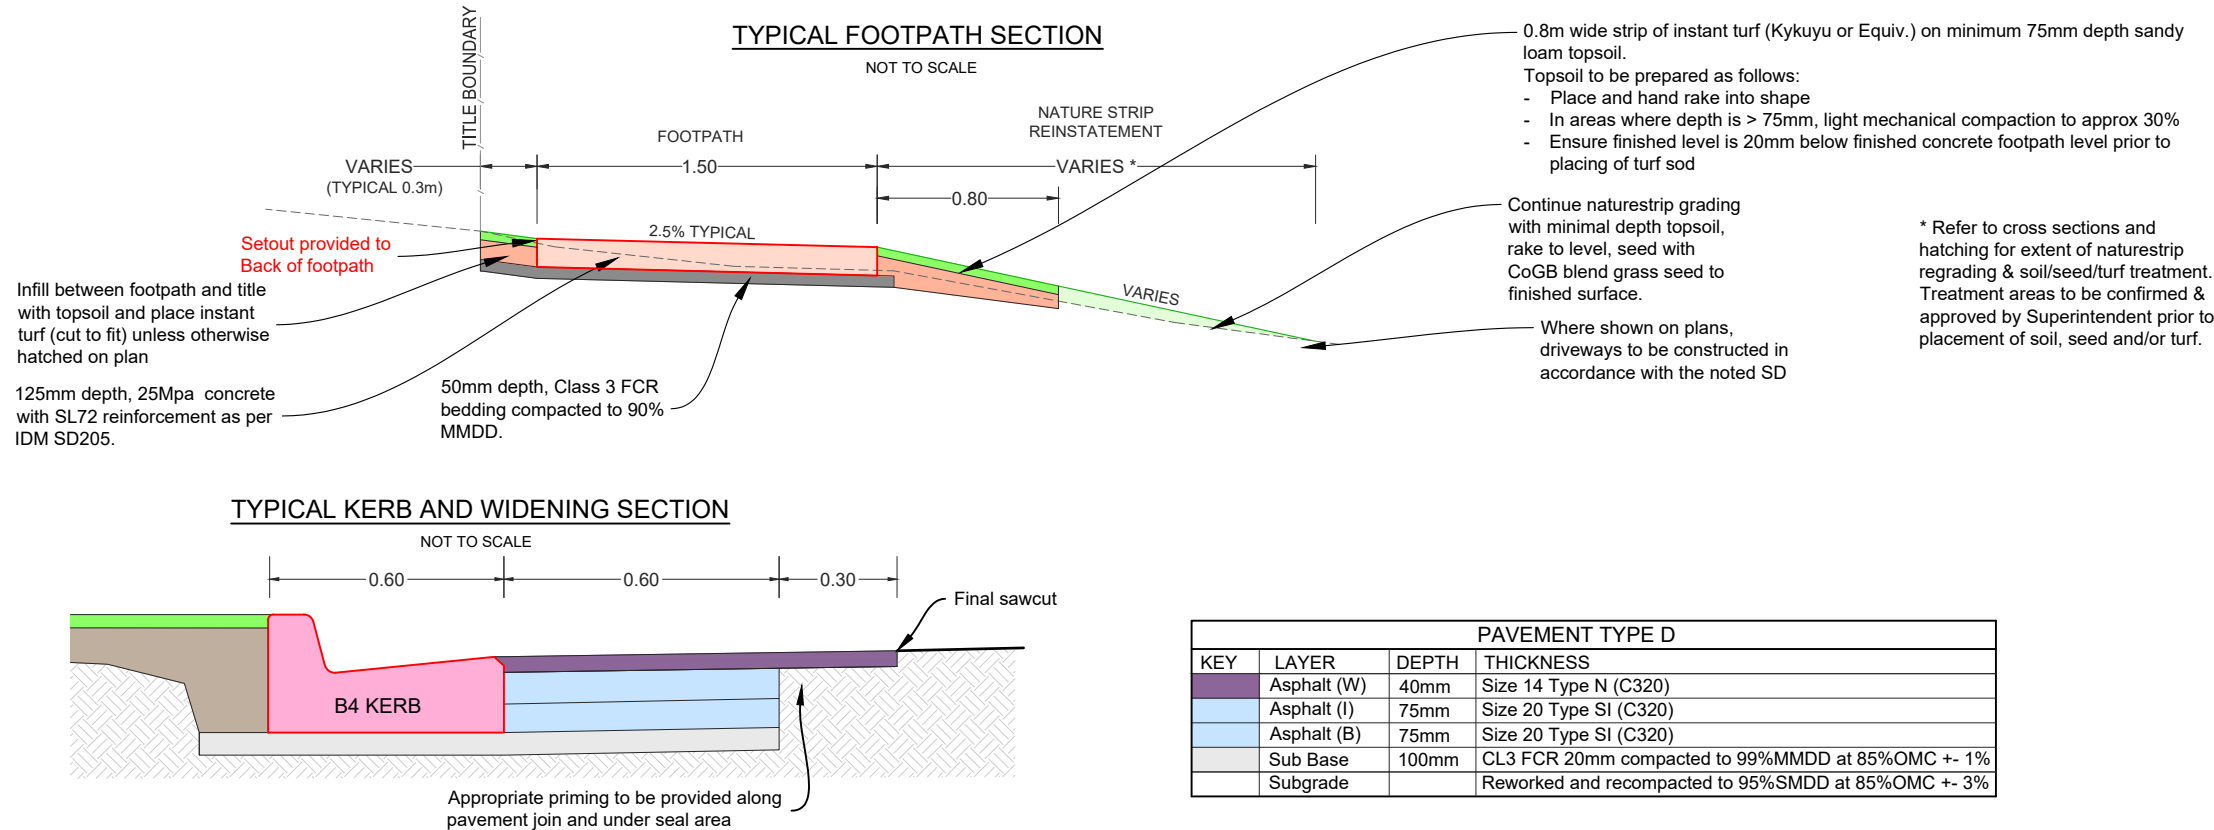 TYPICAL FOOTPATH SECTION
NOT TO SCALE
TITLE BOUNDARY
FOOTPATH
NATURE STRIP
REINSTATEMENT
VARIES
(TYPICAL 0.3m)
1.50
VARIES *
0.80
2.5% TYPICAL
VARIES
Setout provided to
Back of footpath
Infill between footpath and title
with topsoil and place instant
turf (cut to fit) unless otherwise
hatched on plan
125mm depth, 25Mpa concrete
with SL72 reinforcement as per
IDM SD205.
50mm depth, Class 3 FCR
bedding compacted to 90%
MMDD.
0.8m wide strip of instant turf (Kykuyu or Equiv.) on minimum 75mm depth sandy
loam topsoil.
Topsoil to be prepared as follows:
- Place and hand rake into shape
- In areas where depth is > 75mm, light mechanical compaction to approx 30%
- Ensure finished level is 20mm below finished concrete footpath level prior to
placing of turf sod
Continue naturestrip grading
with minimal depth topsoil,
rake to level, seed with
CoGB blend grass seed to
finished surface.
Where shown on plans,
driveways to be constructed in
accordance with the noted SD
* Refer to cross sections and
hatching for extent of naturestrip
regrading & soil/seed/turf treatment.
Treatment areas to be confirmed &
approved by Superintendent prior to
placement of soil, seed and/or turf.
TYPICAL KERB AND WIDENING SECTION
NOT TO SCALE
0.60
0.60
0.30
Final sawcut
B4 KERB
Appropriate priming to be provided along
pavement join and under seal area
PAVEMENT TYPE D
KEY LAYER DEPTH THICKNESS
Asphalt (W) 40mm Size 14 Type N (C320)
Asphalt (I) 75mm Size 20 Type SI (C320)
Asphalt (B) 75mm Size 20 Type SI (C320)
Sub Base 100mm CL3 FCR 20mm compacted to 99%MMDD at 85%OMC +- 1%
Subgrade Reworked and recompacted to 95%SMDD at 85%OMC +- 3%